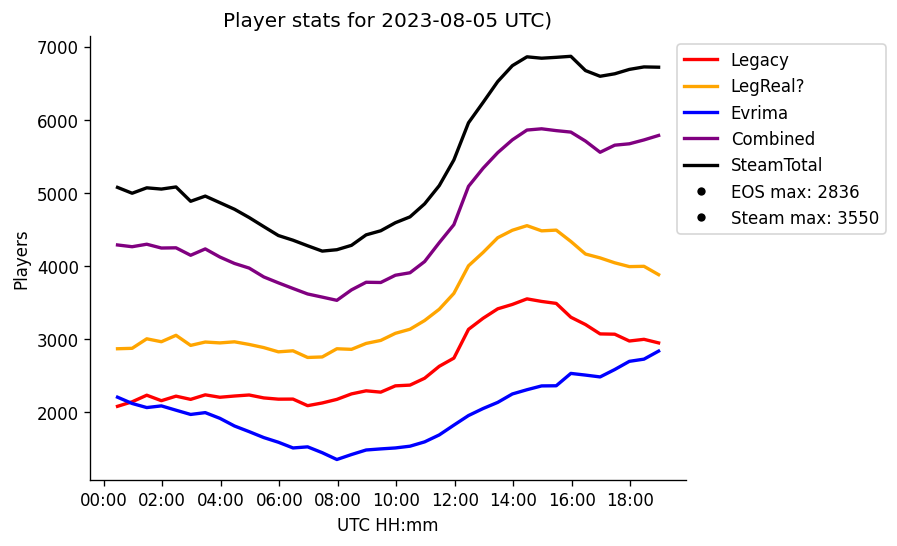 Player stats for 2023-08-05 UTC)
7000
6000
5000
4000
3000
2000
Players
00:00 02:00 04:00 06:00 08:00 10:00 12:00 14:00 16:00 18:00
UTC HH:mm
Legacy
LegReal?
Evrima
Combined
SteamTotal
EOS max: 2836
Steam max: 3550